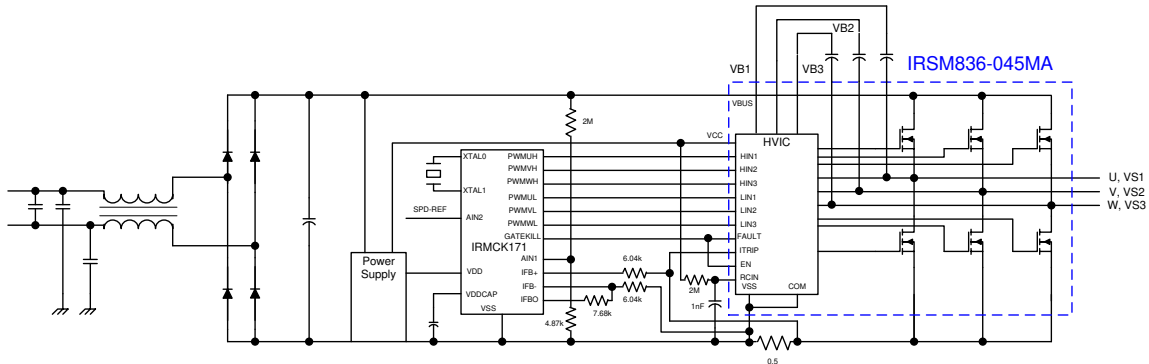 VB2
VB1
VB3
IRSM836-045MA
VBUS
2M
VCC
HVIC
XTAL0
PWMUH
HIN1
PWMVH
HIN2
XTAL1
PWMWH
HIN3
U, VS1
PWMUL
LIN1
V, VS2
SPD-REF
AIN2
PWMVL
LIN2
W, VS3
PWMWL
LIN3
GATEKILL
FAULT
IRMCK171
ITRIP
Power
Supply
AIN1
6.04k
EN
VDD
IFB+
RCIN
IFB-
2M
VSS
COM
VDDCAP
IFBO
6.04k
VSS
7.68k
1nF
4.87k
0.5